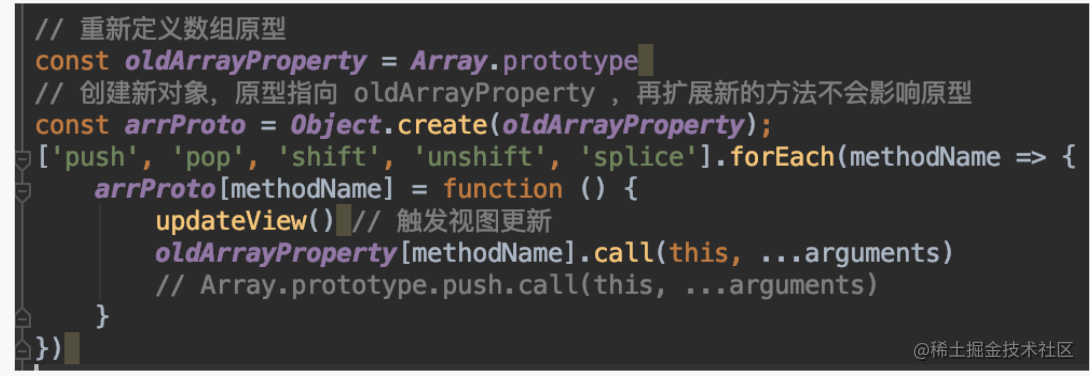 // 重新定义数组原型
const oldArrayProperty = Array.prototype
// 创建新对象，原型指向 oldArrayProperty ，再扩展新的方法不会影响原型
const arrProto = Object.create(oldArrayProperty);
['push', 'pop', 'shift', 'unshift', 'splice'].forEach(methodName => {
    arrProto[methodName] = function () {
        updateView() // 触发视图更新
        oldArrayProperty[methodName].call(this, ...arguments)
        // Array.prototype.push.call(this, ...arguments)
    }
})
@稀土掘金技术社区